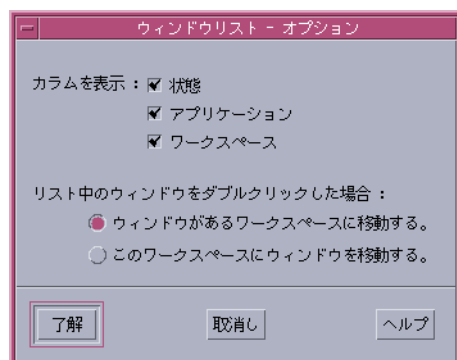 ウィンドウリスト - オプション
カラムを表示 : 状態
アプリケーション
ワークスペース
リスト中のウィンドウをダブルクリックした場合 :
ウィンドウがあるワークスペースに移動する。
このワークスペースにウィンドウを移動する。
了解 取消し ヘルプ